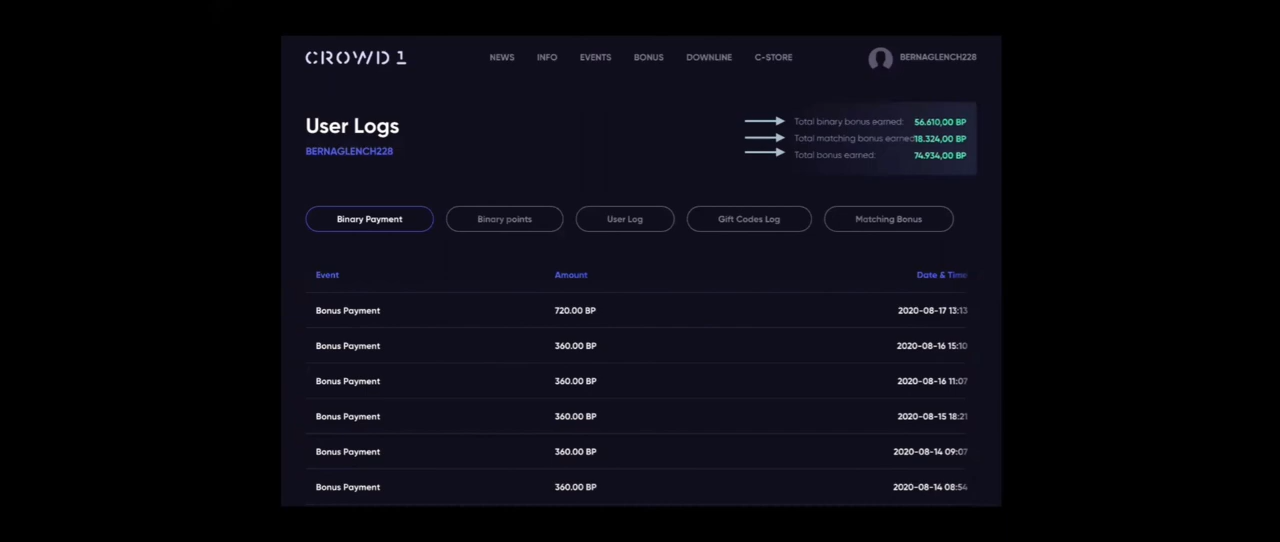 CROWD 1 NEWS INFO EVENTS BONUS DOWNLINE C-STORE BERNAGLENCH228
User Logs
BERNAGLENCH228
Total binary bonus earned: 56.610,00 BP
Total matching bonus earned 18.324,00 BP
Total bonus earned: 74.934,00 BP
Binary Payment Binary points User Log Gift Codes Log Matching Bonus
Event Amount Date & Time
Bonus Payment 720.00 BP 2020-08-17 13:13
Bonus Payment 360.00 BP 2020-08-16 15:10
Bonus Payment 360.00 BP 2020-08-16 11:07
Bonus Payment 360.00 BP 2020-08-15 18:21
Bonus Payment 360.00 BP 2020-08-14 09:07
Bonus Payment 360.00 BP 2020-08-14 08:54